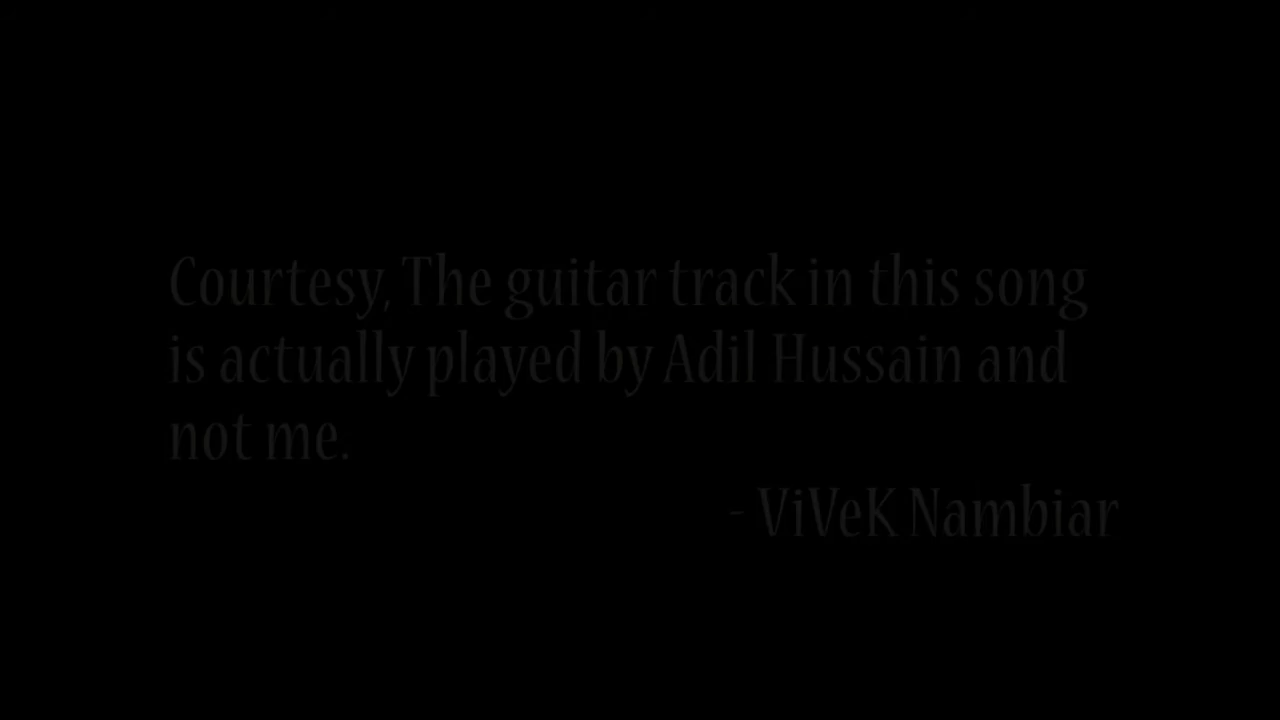 Courtesy, The guitar track in this song
is actually played by Adil Hussain and
not me.
- ViVeK Nambiar